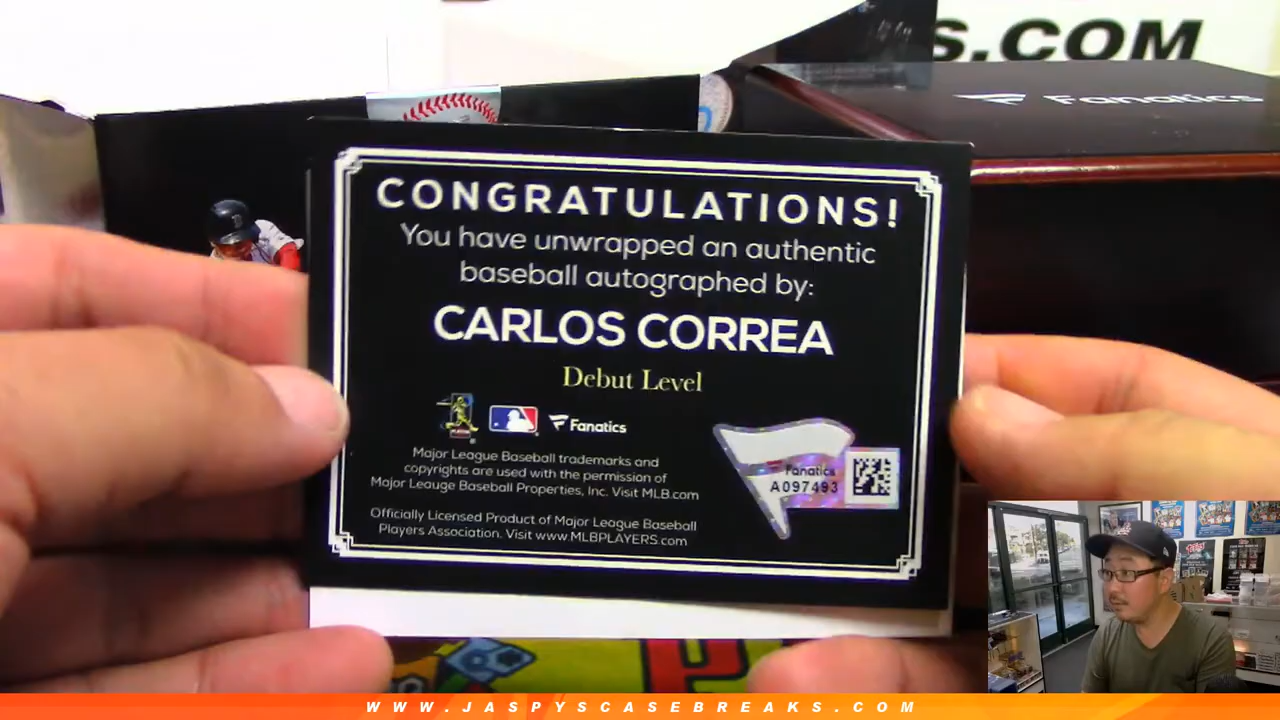 S.COM
Fanatics
CONGRATULATIONS!
You have unwrapped an authentic
baseball autographed by:
CARLOS CORREA
Debut Level
Fanatics
Major League Baseball trademarks and
copyrights are used with the permission of
Major Leauge Baseball Properties, Inc. Visit MLB.com
Officially Licensed Product of Major League Baseball
Players Association. Visit www.MLBPLAYERS.com
Fanatics
A097493
WWW.JASPYSCASEBREAKS.COM